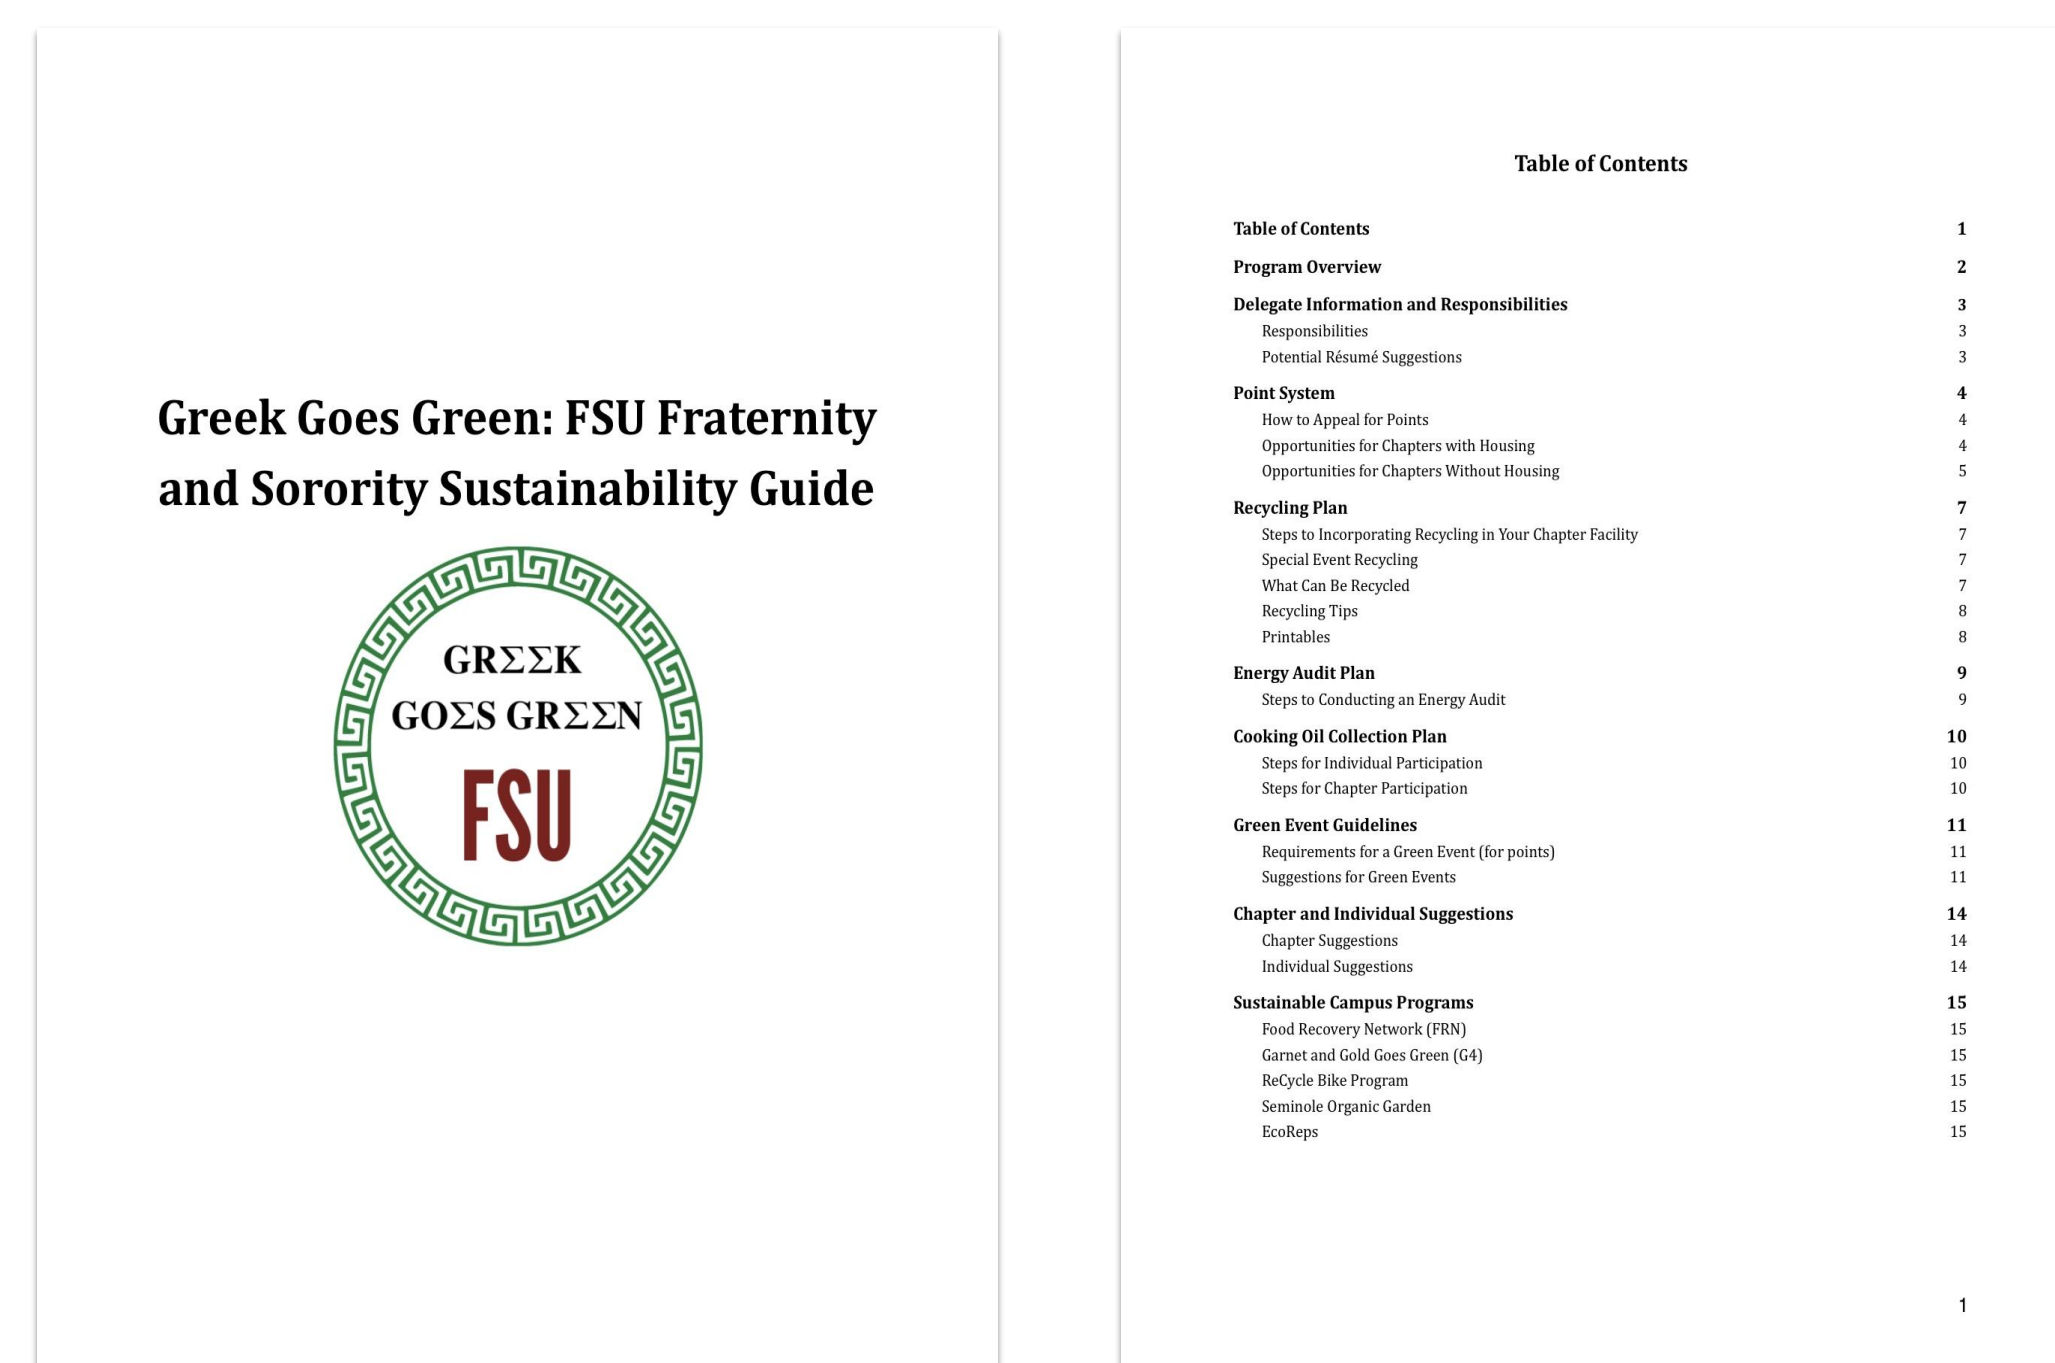 Greek Goes Green: FSU Fraternity
and Sorority Sustainability Guide
GRΣΣK
GOΣS GRΣΣN
FSU
Table of Contents
Table of Contents 1
Program Overview 2
Delegate Information and Responsibilities 3
Responsibilities 3
Potential Résumé Suggestions 3
Point System 4
How to Appeal for Points 4
Opportunities for Chapters with Housing 4
Opportunities for Chapters Without Housing 5
Recycling Plan 7
Steps to Incorporating Recycling in Your Chapter Facility 7
Special Event Recycling 7
What Can Be Recycled 7
Recycling Tips 8
Printables 8
Energy Audit Plan 9
Steps to Conducting an Energy Audit 9
Cooking Oil Collection Plan 10
Steps for Individual Participation 10
Steps for Chapter Participation 10
Green Event Guidelines 11
Requirements for a Green Event (for points) 11
Suggestions for Green Events 11
Chapter and Individual Suggestions 14
Chapter Suggestions 14
Individual Suggestions 14
Sustainable Campus Programs 15
Food Recovery Network (FRN) 15
Garnet and Gold Goes Green (G4) 15
ReCycle Bike Program 15
Seminole Organic Garden 15
EcoReps 15
1